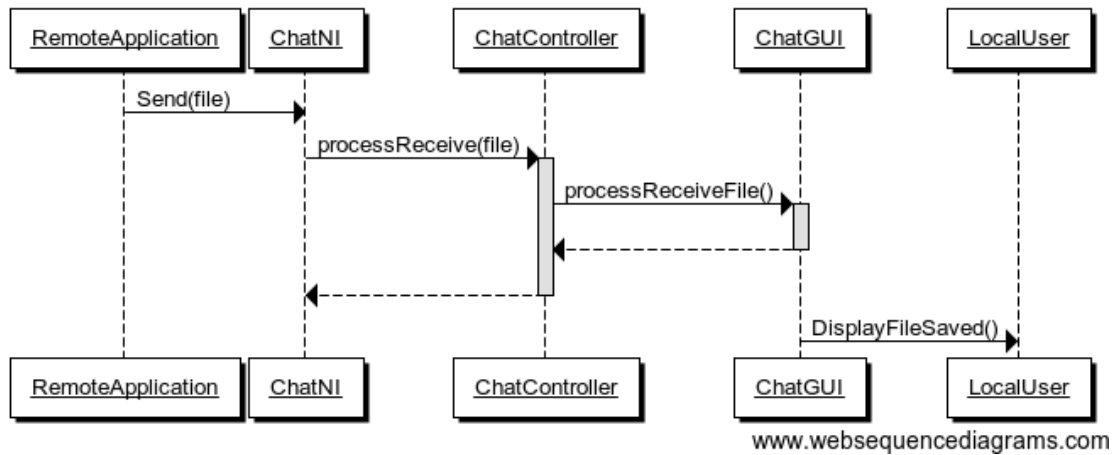 RemoteApplication
ChatNI
ChatController
ChatGUI
LocalUser
Send(file)
processReceive(file)
processReceiveFile()
DisplayFileSaved()
RemoteApplication
ChatNI
ChatController
ChatGUI
LocalUser
www.websequencediagrams.com